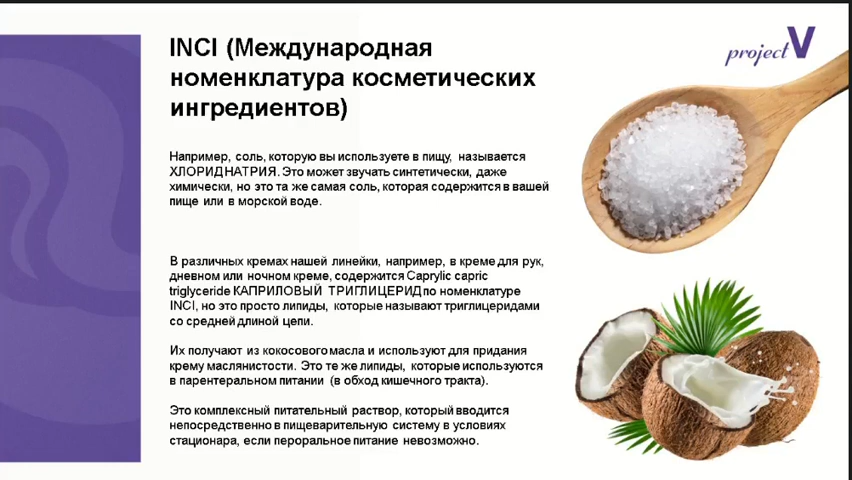 INCI (Международная
номенклатура косметических
ингредиентов)
project V
Например, соль, которую вы используете в пищу, называется
ХЛОРИД НАТРИЯ. Это может звучать синтетически, даже
химически, но это та же самая соль, которая содержится в вашей
пище или в морской воде.
В различных кремах нашей линейки, например, в креме для рук,
дневном или ночном креме, содержится Caprylic capric
triglyceride КАПРИЛОВЫЙ ТРИГЛИЦЕРИД по номенклатуре
INCI, но это просто липиды, которые называют триглицеридами
со средней длиной цепи.
Их получают из кокосового масла и используют для придания
крему маслянистости. Это те же липиды, которые используются
в парентеральном питании (в обход кишечного тракта).
Это комплексный питательный раствор, который вводится
непосредственно в пищеварительную систему в условиях
стационара, если пероральное питание невозможно.